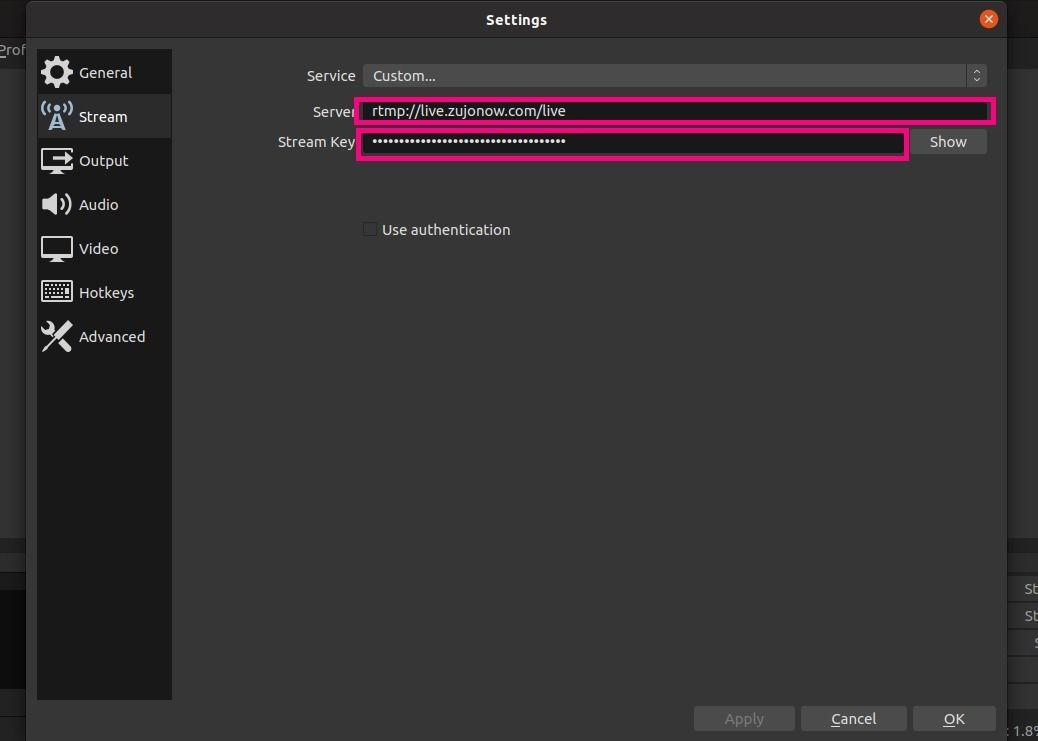 Settings
Prof
General
Stream
Output
Audio
Video
Hotkeys
Advanced
Service Custom...
Server rtmp://live.zujonow.com/live
Stream Key •••••••••••••••••••••••••••••••••••• Show
Use authentication
St
St
S
: 1.8%
Apply Cancel OK